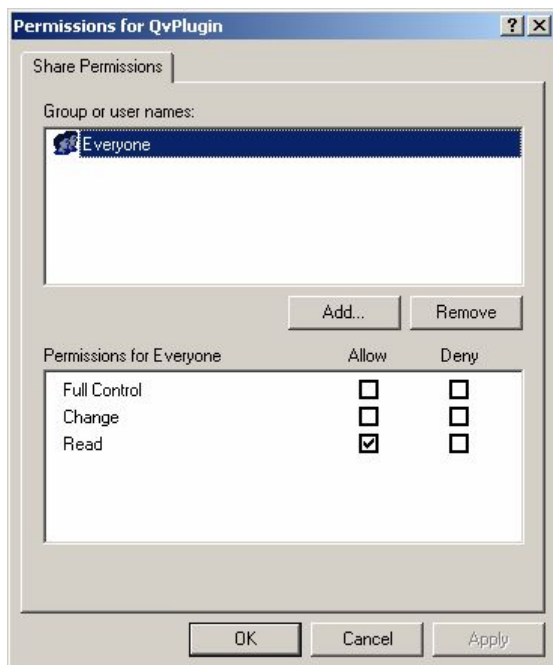 Permissions for QvPlugin
Share Permissions
Group or user names:
Everyone
Add... Remove
Permissions for Everyone Allow Deny
Full Control
Change
Read
OK Cancel Apply